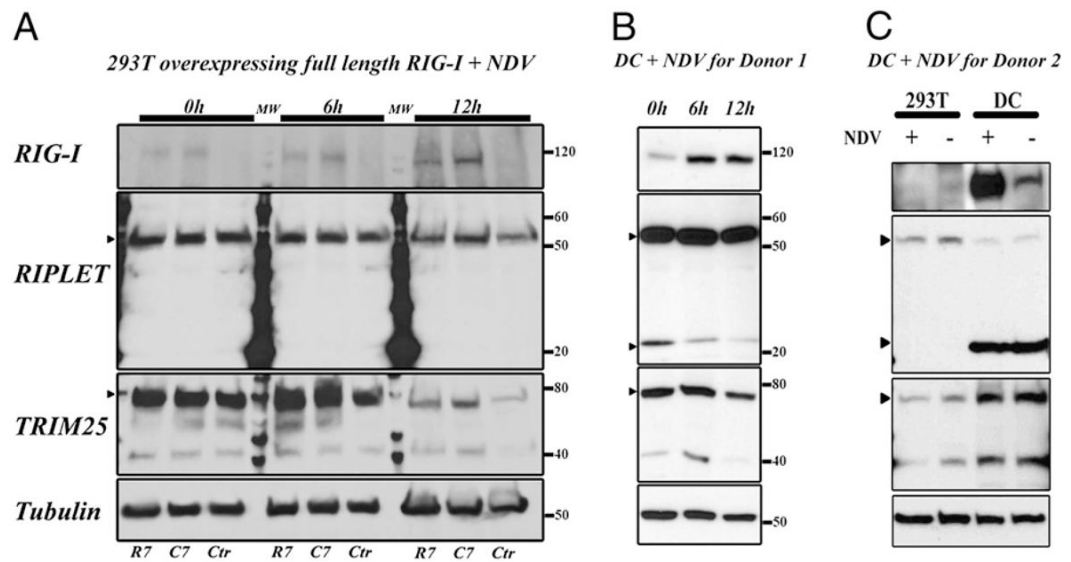 A
293T overexpressing full length RIG-I + NDV
0h MW 6h MW 12h
RIG-I
120
RIPLET
60
50
20
TRIM25
80
40
Tubulin
50
R7 C7 Ctr R7 C7 Ctr R7 C7 Ctr
B
DC + NDV for Donor 1
0h 6h 12h
120
60
50
20
80
40
50
C
DC + NDV for Donor 2
293T DC
NDV + - + -